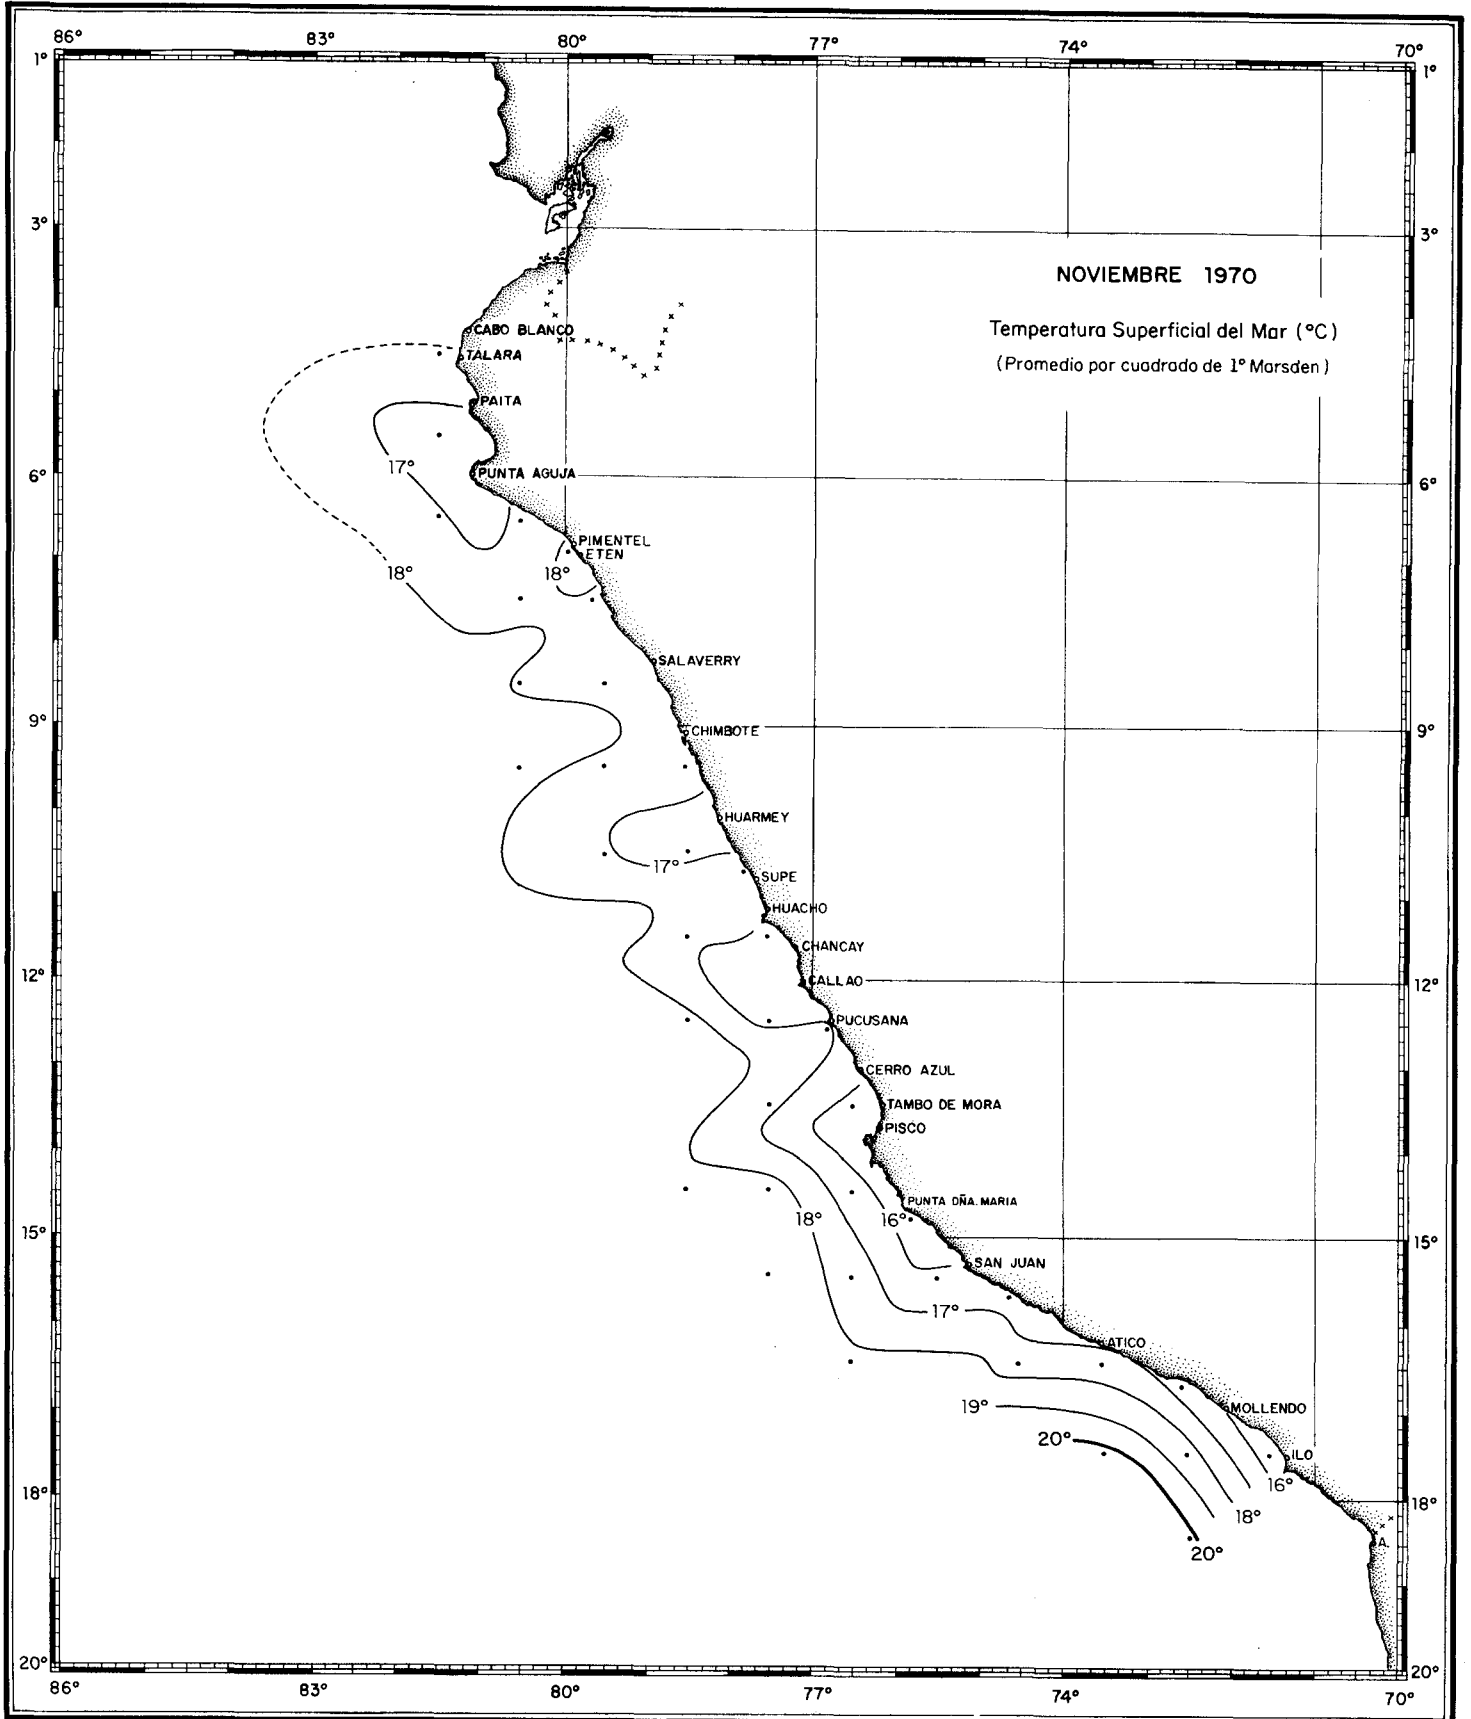 86° 83° 80° 77° 74° 70°
1° 1°
3° 3°
NOVIEMBRE 1970
Temperatura Superficial del Mar (°C)
(Promedio por cuadrado de 1° Marsden)
CABO BLANCO
TALARA
PAITA
17°
6° PUNTA AGUJA 6°
PIMENTEL
ETEN
18° 18°
SALAVERRY
9° 9°
CHIMBOTE
HUARMEY
17°
SUPE
HUACHO
CHANCAY
12° CALLAO 12°
PUCUSANA
CERRO AZUL
TAMBO DE MORA
PISCO
PUNTA DÑA. MARIA
18° 16°
15° 15°
SAN JUAN
17°
ATICO
19° MOLLENDO
20°
ILO
16°
18° 18°
18°
A.
20°
20° 20°
86° 83° 80° 77° 74° 70°